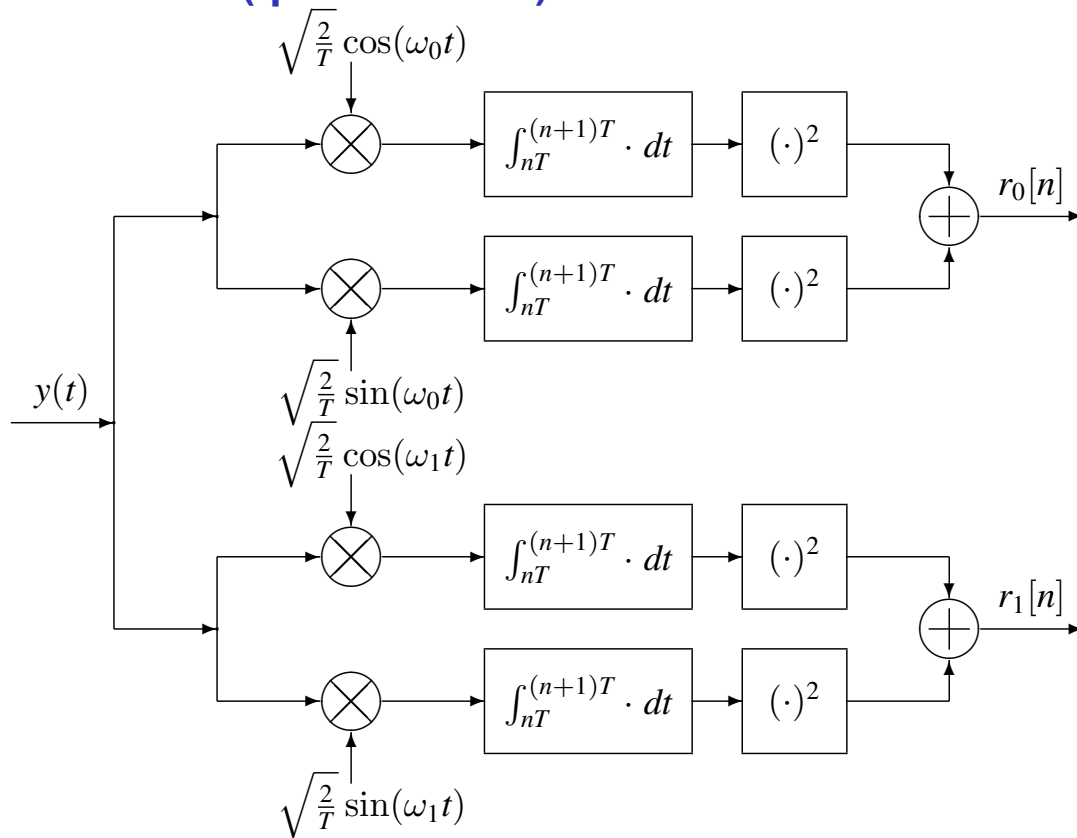 √(2/T) cos(ω₀t)
∫_{nT}^{(n+1)T} · dt
(·)²
r₀[n]
∫_{nT}^{(n+1)T} · dt
(·)²
√(2/T) sin(ω₀t)
y(t)
√(2/T) cos(ω₁t)
∫_{nT}^{(n+1)T} · dt
(·)²
r₁[n]
∫_{nT}^{(n+1)T} · dt
(·)²
√(2/T) sin(ω₁t)